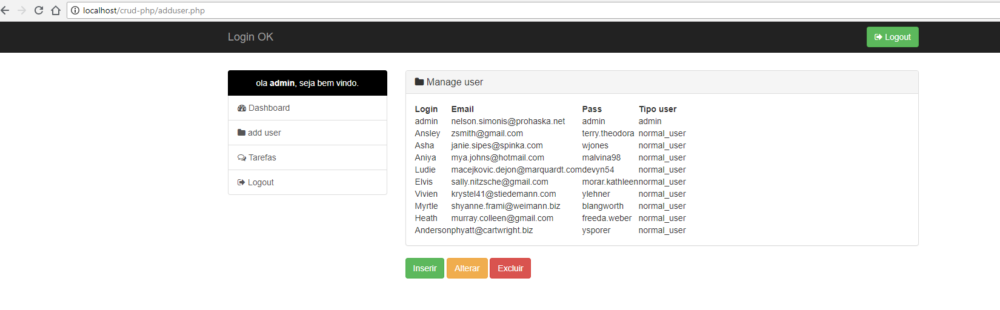 localhost/crud-php/adduser.php
Login OK
Logout
ola admin, seja bem vindo.
Dashboard
add user
Tarefas
Logout
Manage user
Login Email Pass Tipo user
admin nelson.simonis@prohaska.net admin admin
Ansley zsmith@gmail.com terry.theodora normal_user
Asha janie.sipes@spinka.com wjones normal_user
Aniya mya.johns@hotmail.com malvina98 normal_user
Ludie macejkovic.dejon@marquardt.com devyn54 normal_user
Elvis sally.nitzsche@gmail.com morar.kathleen normal_user
Vivien krystel41@stiedemann.com ylehner normal_user
Myrtle shyanne.frami@weimann.biz blangworth normal_user
Heath murray.colleen@gmail.com freeda.weber normal_user
Anderson phyatt@cartwright.biz ysporer normal_user
Inserir Alterar Excluir